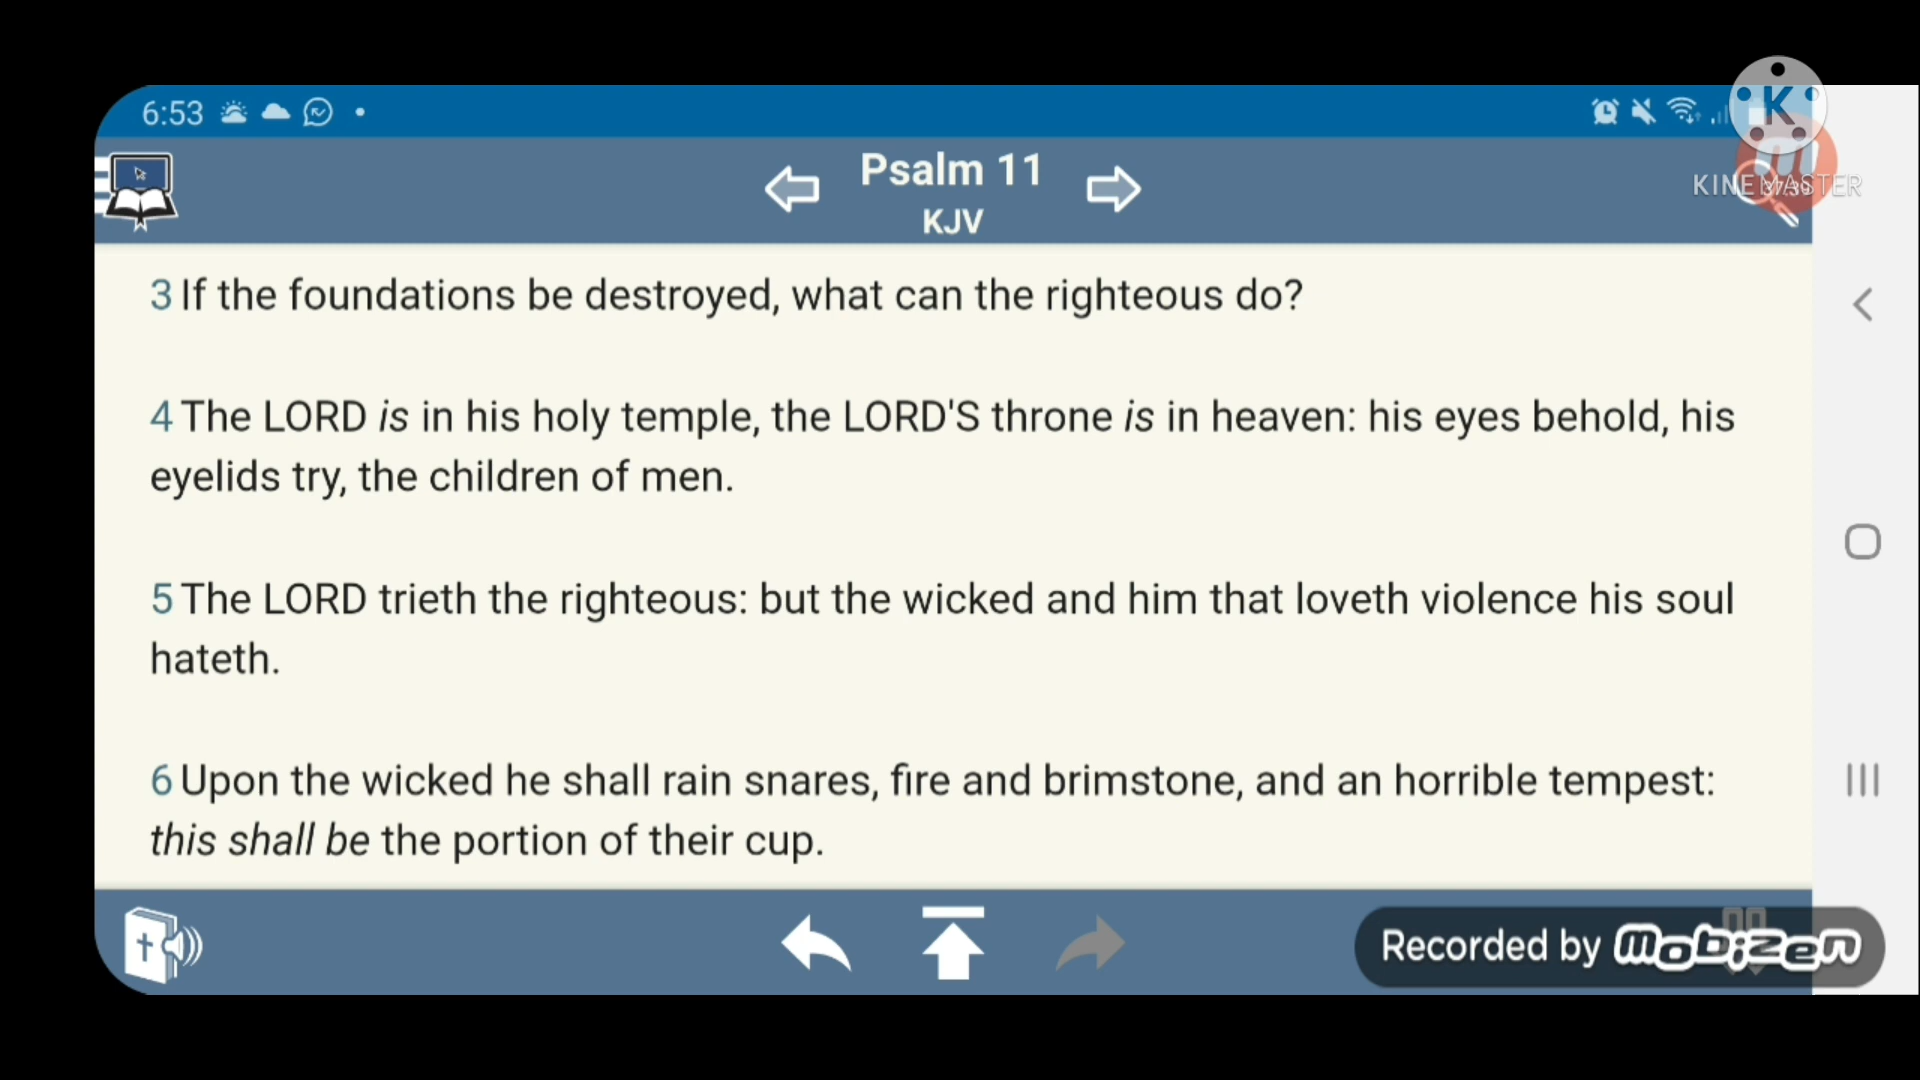 6:53
Psalm 11
KJV
KINEMASTER
3 If the foundations be destroyed, what can the righteous do?
4 The LORD is in his holy temple, the LORD'S throne is in heaven: his eyes behold, his
eyelids try, the children of men.
5 The LORD trieth the righteous: but the wicked and him that loveth violence his soul
hateth.
6 Upon the wicked he shall rain snares, fire and brimstone, and an horrible tempest:
this shall be the portion of their cup.
Recorded by mobizen